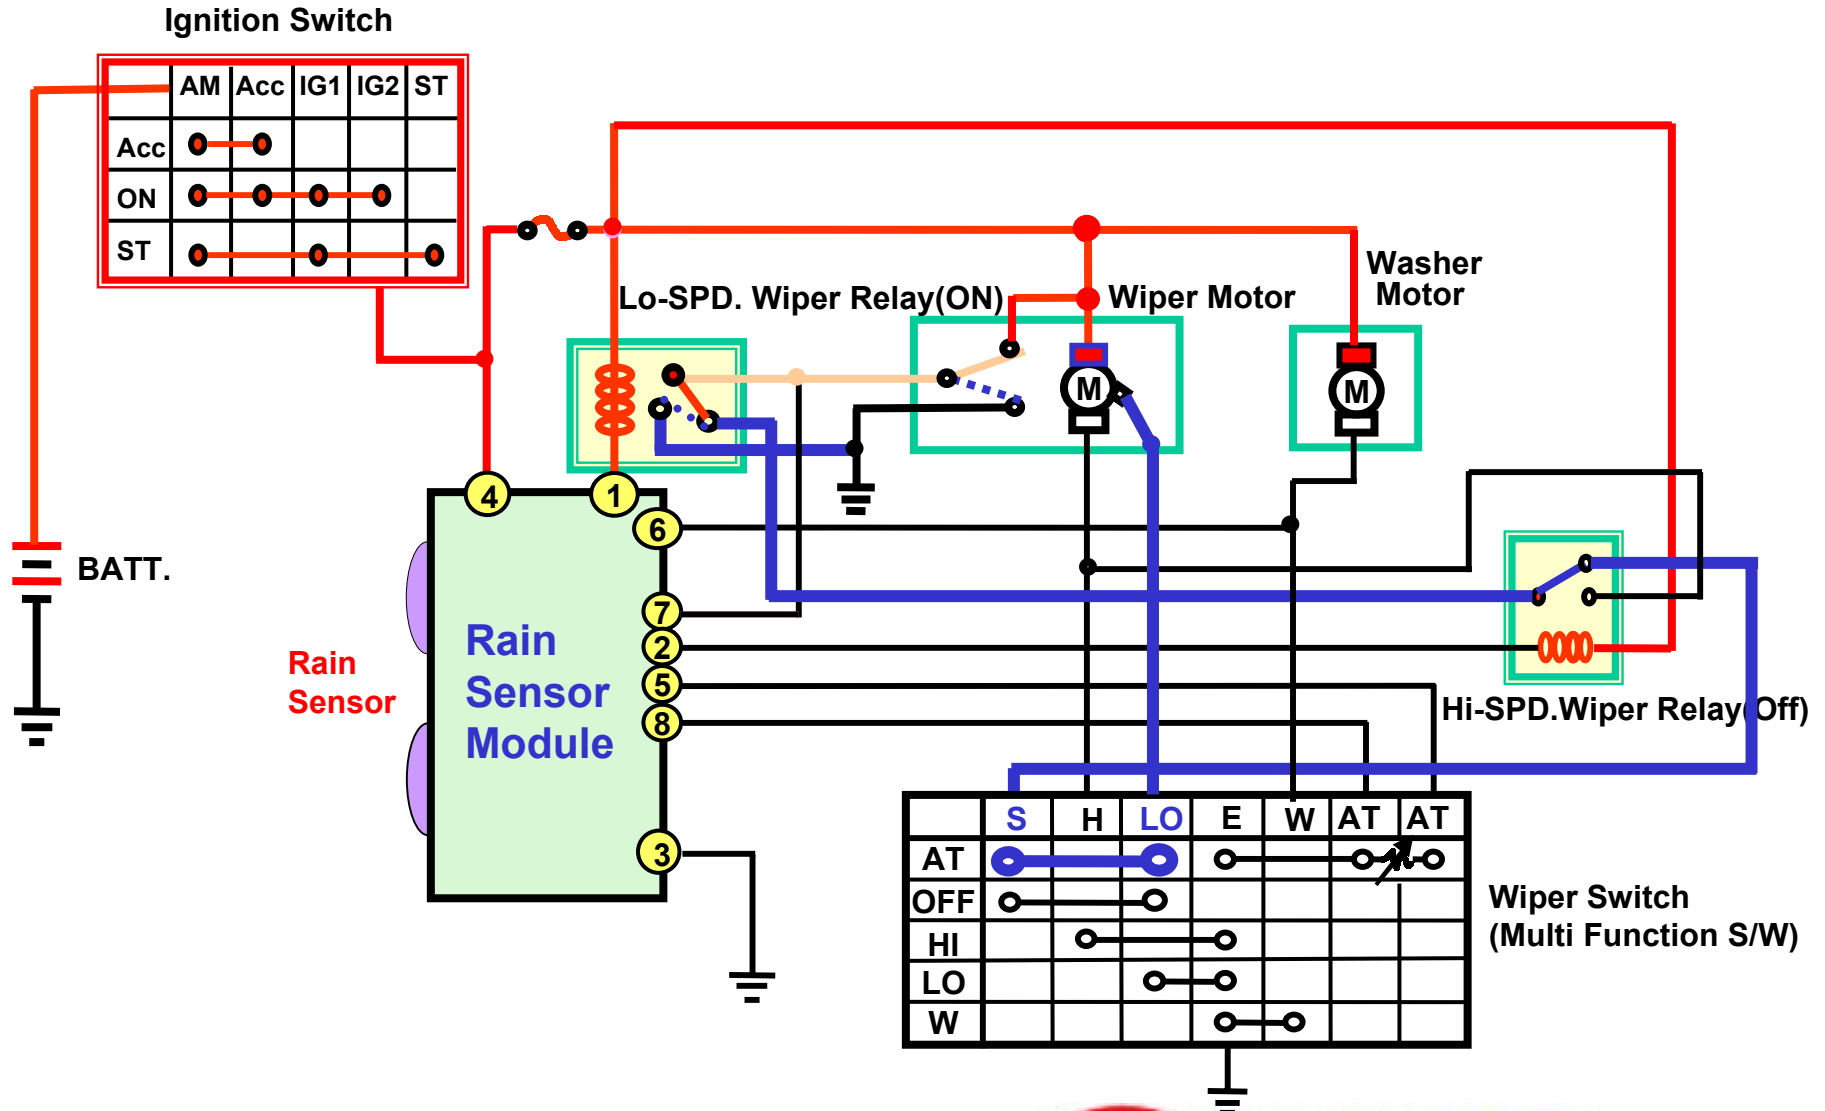 Ignition Switch
AM Acc IG1 IG2 ST
Acc
ON
ST
Lo-SPD. Wiper Relay(ON)
Wiper Motor
Washer
Motor
M
M
4
1
6
BATT.
7
2
5
8
3
Rain
Sensor
Rain
Sensor
Module
Hi-SPD.Wiper Relay(Off)
S H LO E W AT AT
AT
OFF
HI
LO
W
Wiper Switch
(Multi Function S/W)